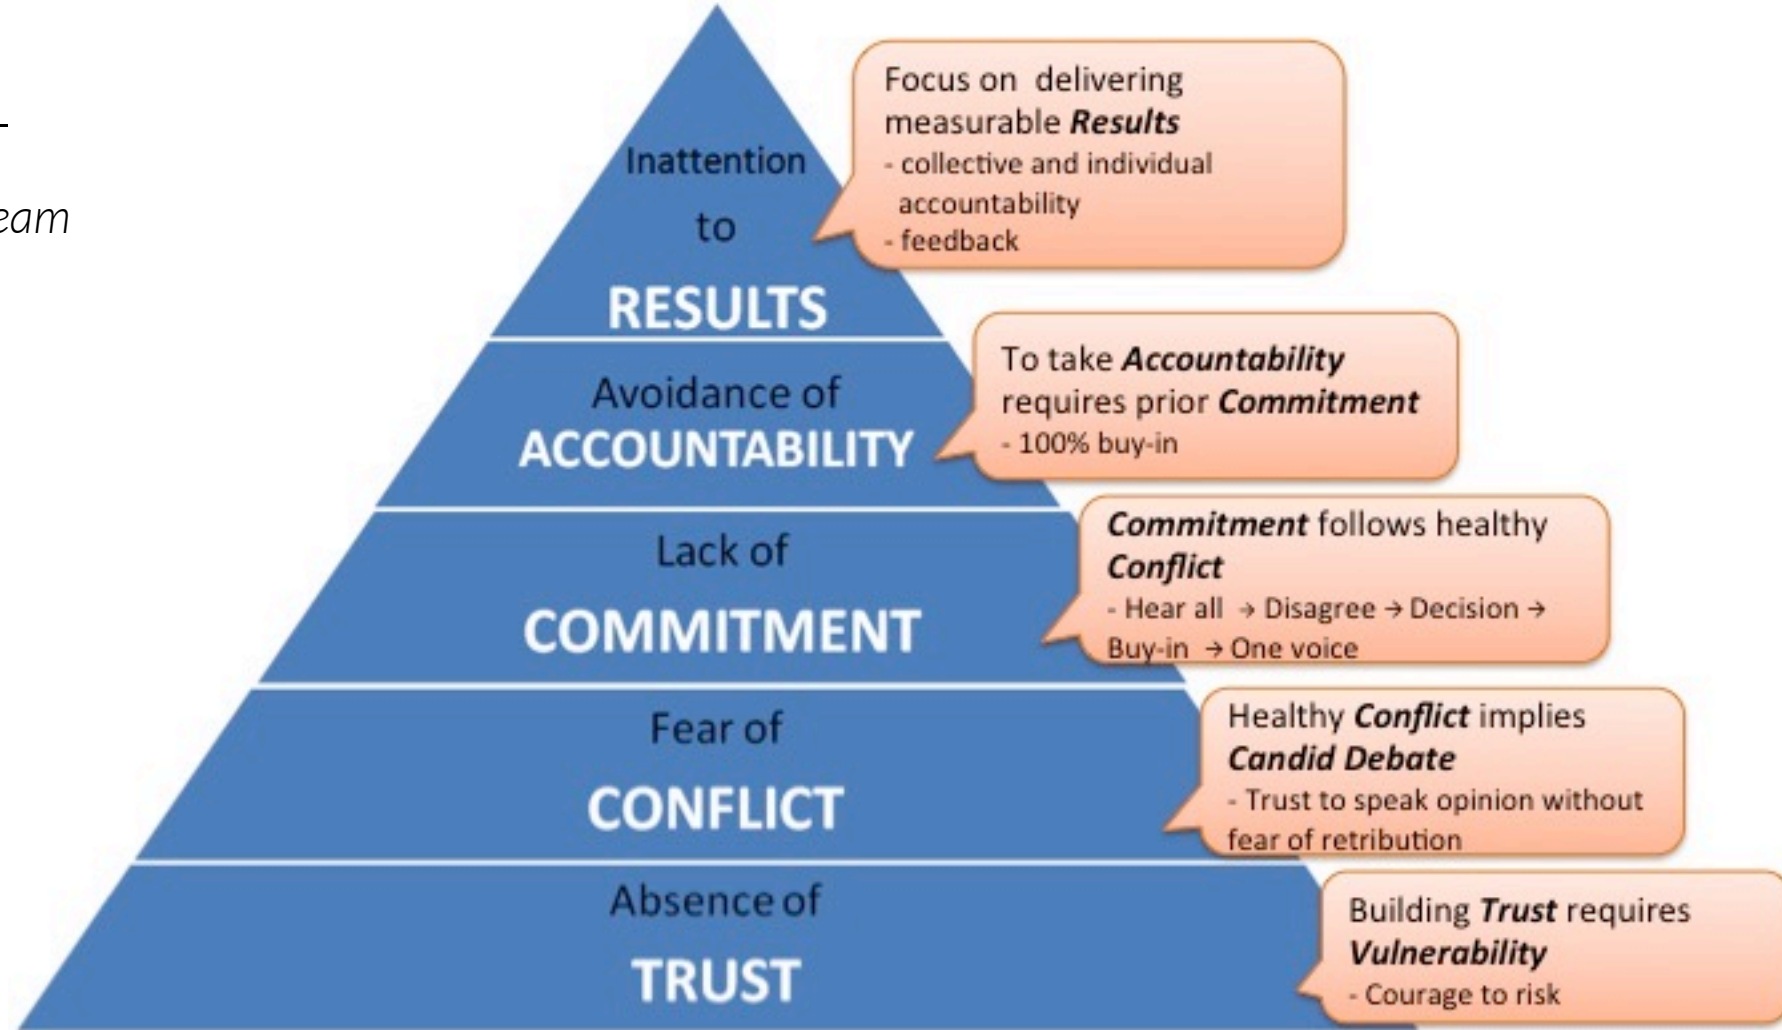 eam
Inattention
to
RESULTS
Focus on delivering
measurable Results
- collective and individual
accountability
- feedback
Avoidance of
ACCOUNTABILITY
To take Accountability
requires prior Commitment
- 100% buy-in
Lack of
COMMITMENT
Commitment follows healthy
Conflict
- Hear all → Disagree → Decision →
Buy-in → One voice
Fear of
CONFLICT
Healthy Conflict implies
Candid Debate
- Trust to speak opinion without
fear of retribution
Absence of
TRUST
Building Trust requires
Vulnerability
- Courage to risk